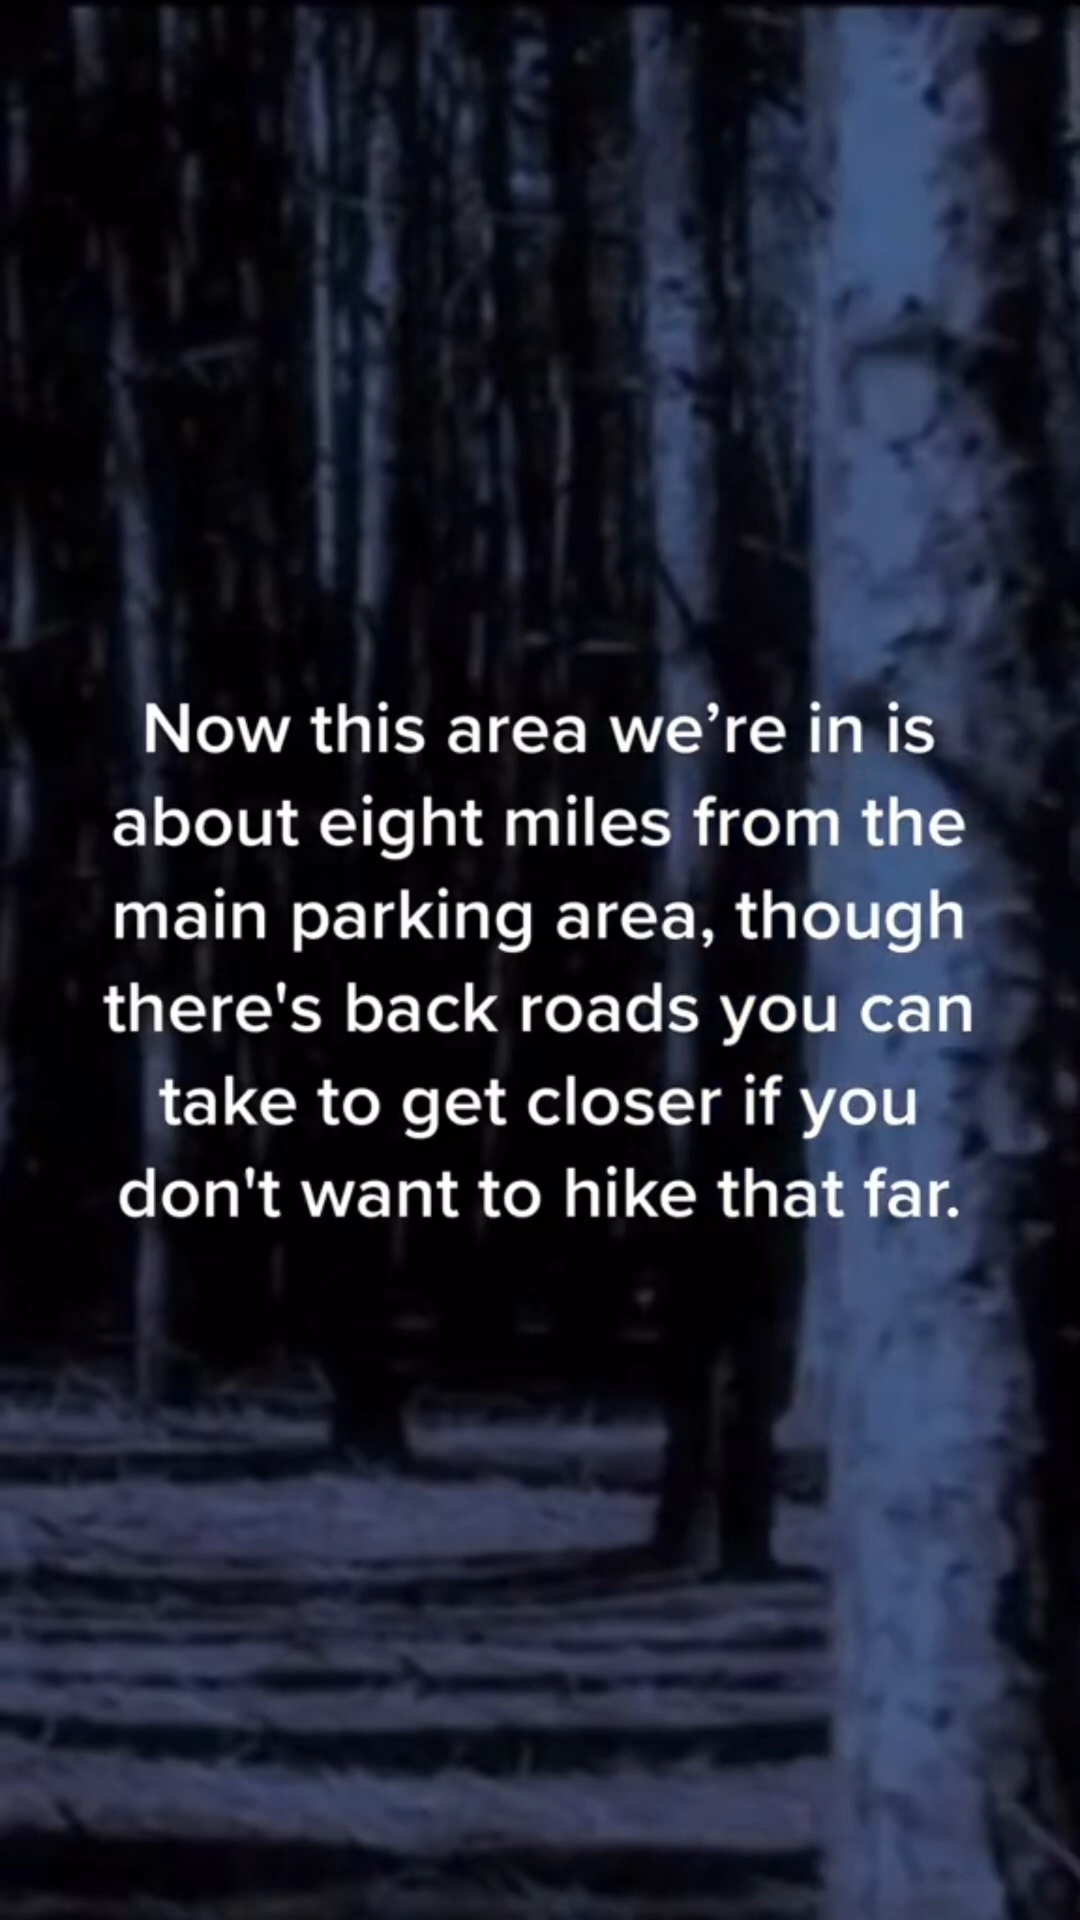 Now this area we’re in is
about eight miles from the
main parking area, though
there's back roads you can
take to get closer if you
don't want to hike that far.